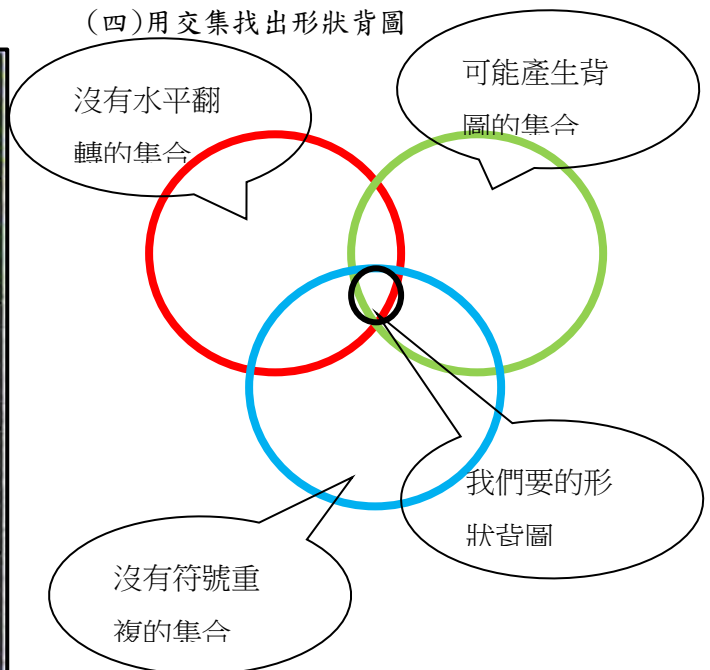 (四)用交集找出形狀背圖
沒有水平翻
轉的集合
可能產生背
圖的集合
我們要的形
狀背圖
沒有符號重
複的集合